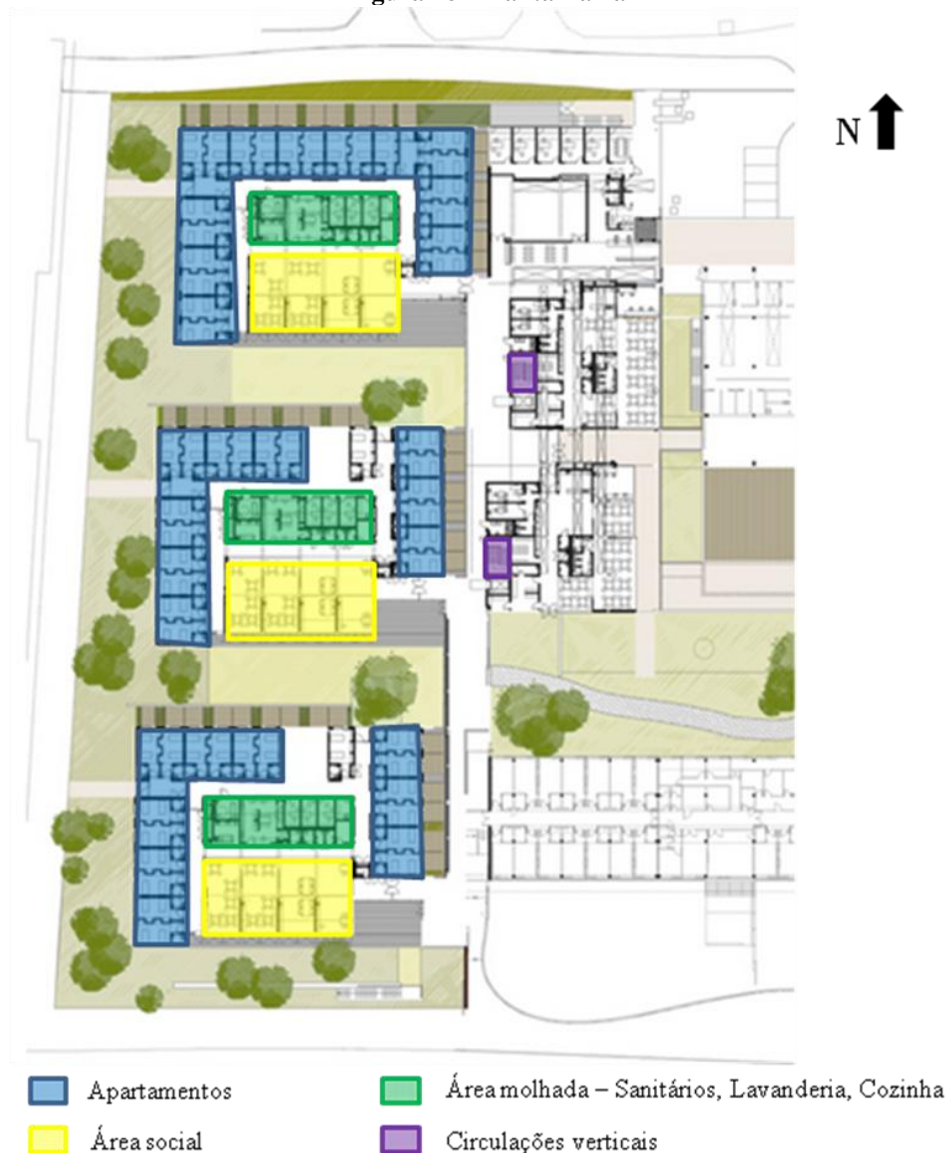 N
Apartamentos
Área molhada – Sanitários, Lavanderia, Cozinha
Área social
Circulações verticais